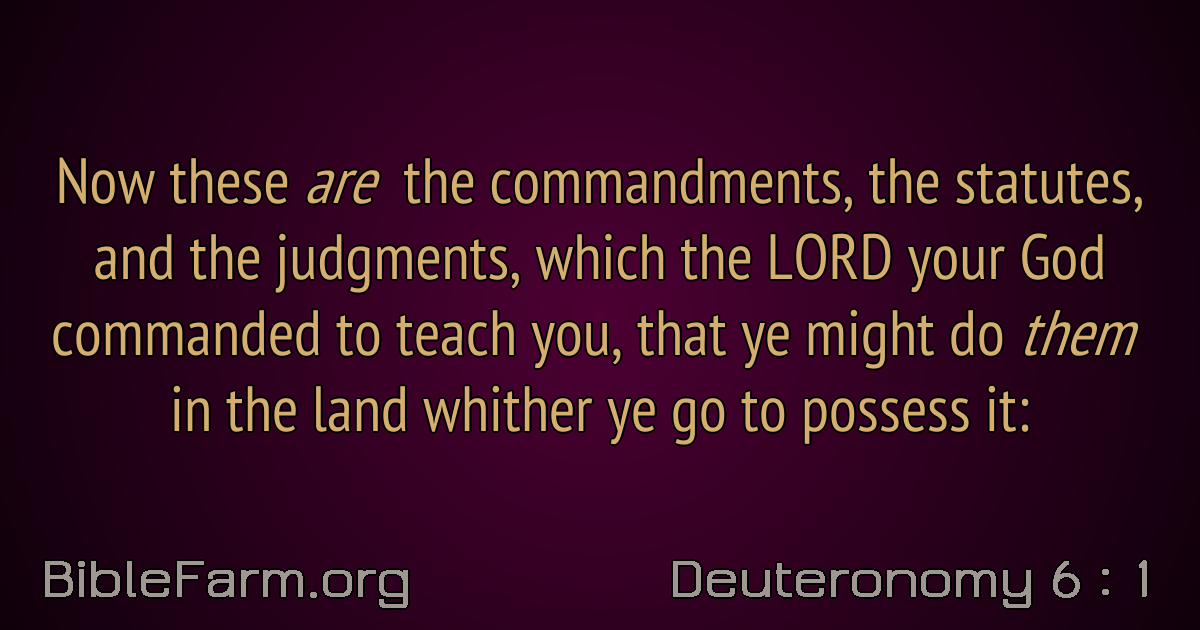 Now these are the commandments, the statutes,
and the judgments, which the LORD your God
commanded to teach you, that ye might do them
in the land whither ye go to possess it:
BibleFarm.org
Deuteronomy 6 : 1